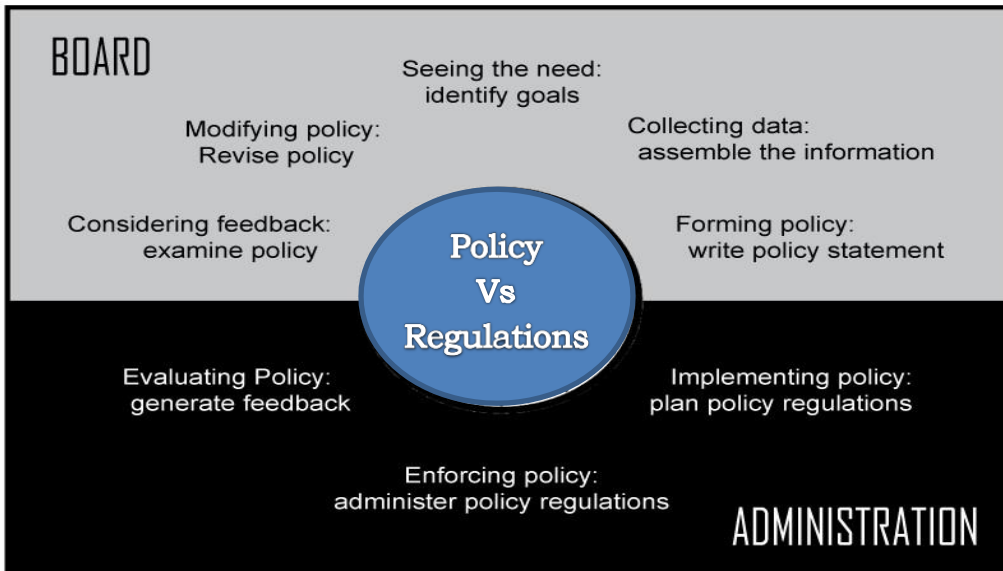 BOARD
Seeing the need:
identify goals
Modifying policy:
Revise policy
Collecting data:
assemble the information
Considering feedback:
examine policy
Forming policy:
write policy statement
Policy
Vs
Regulations
Evaluating Policy:
generate feedback
Implementing policy:
plan policy regulations
Enforcing policy:
administer policy regulations
ADMINISTRATION